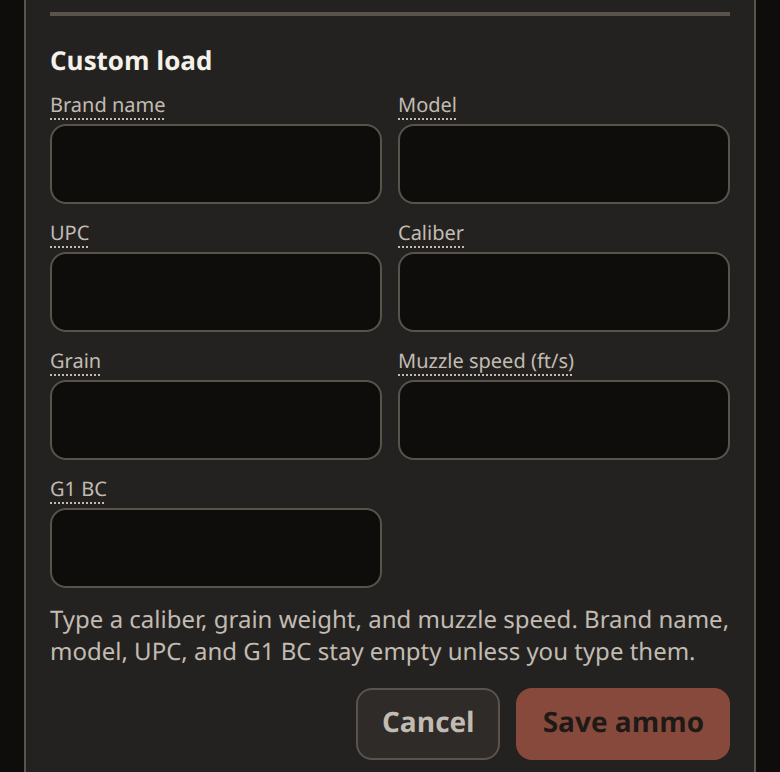 Custom load
Brand name
Model
UPC
Caliber
Grain
Muzzle speed (ft/s)
G1 BC
Type a caliber, grain weight, and muzzle speed. Brand name,
model, UPC, and G1 BC stay empty unless you type them.
Cancel
Save ammo